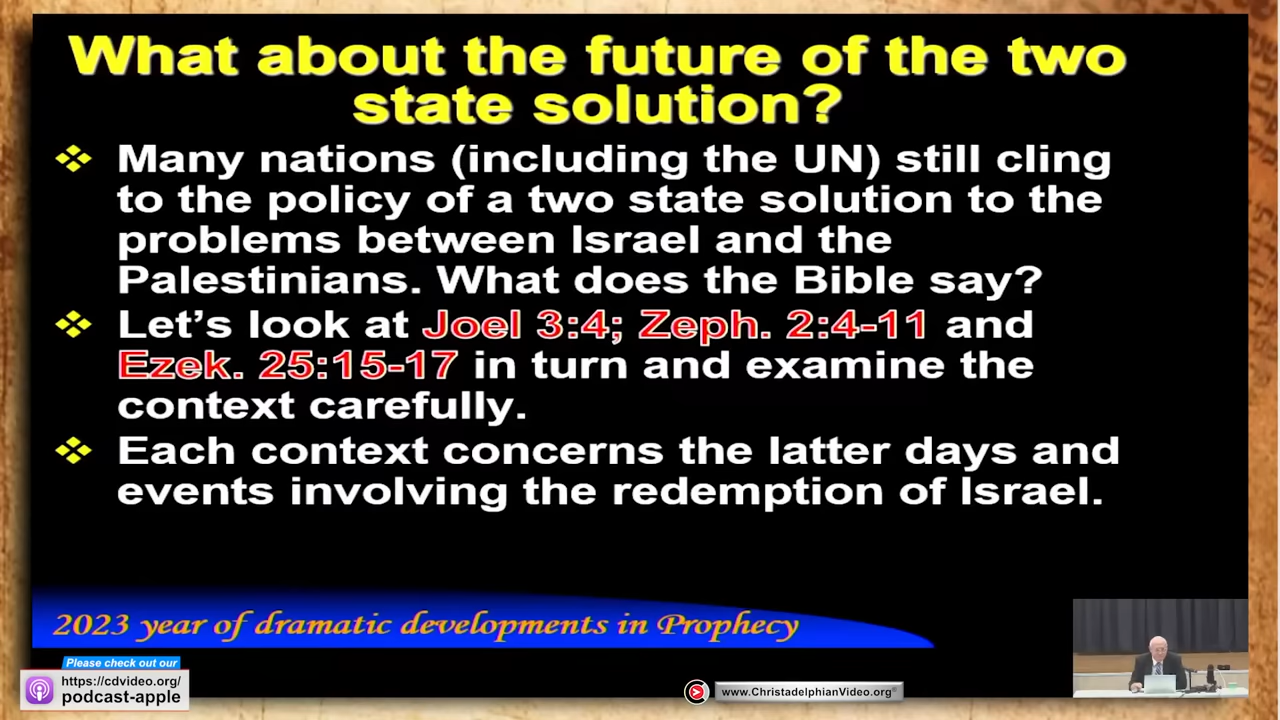 What about the future of the two
state solution?
Many nations (including the UN) still cling
to the policy of a two state solution to the
problems between Israel and the
Palestinians. What does the Bible say?
Let’s look at Joel 3:4; Zeph. 2:4-11 and
Ezek. 25:15-17 in turn and examine the
context carefully.
Each context concerns the latter days and
events involving the redemption of Israel.
2023 year of dramatic developments in Prophecy
Please check out our
https://cdvideo.org/
podcast-apple
www.ChristadelphianVideo.org®